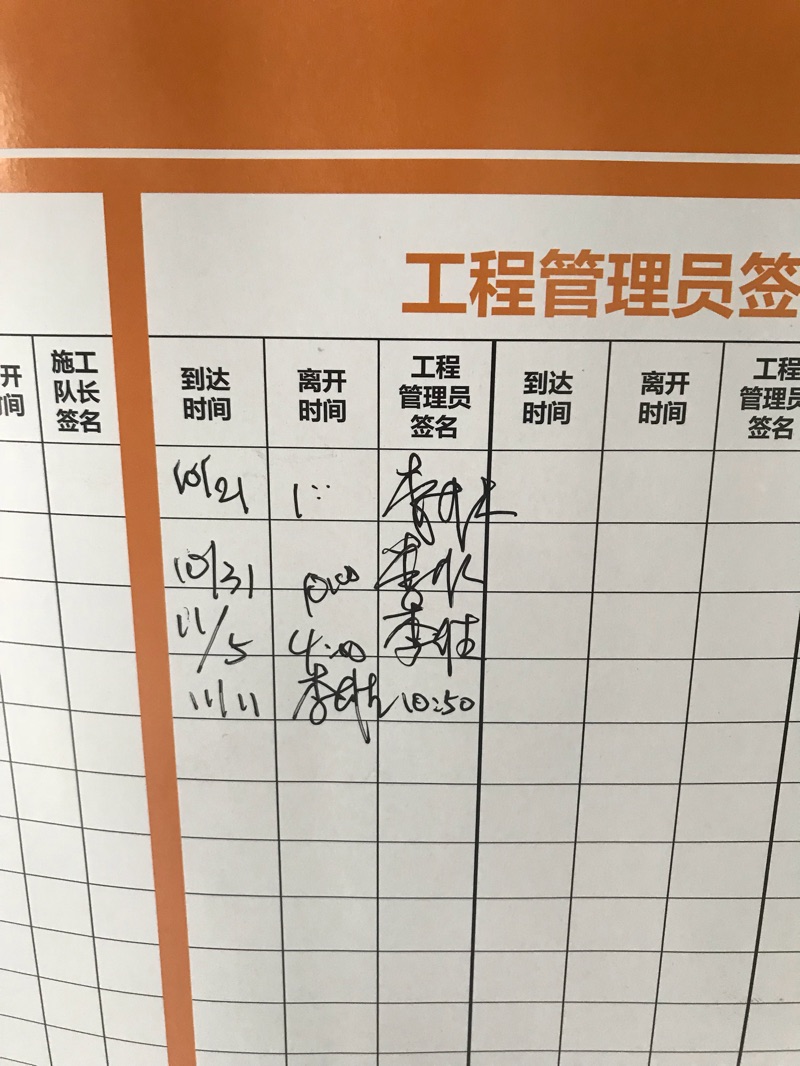 工程管理员签
开
时间
施工
队长
签名
到达
时间
离开
时间
工程
管理员
签名
到达
时间
离开
时间
工程
管理员
签名
10/21
10/31
11/5 4:00
11/11 10:50